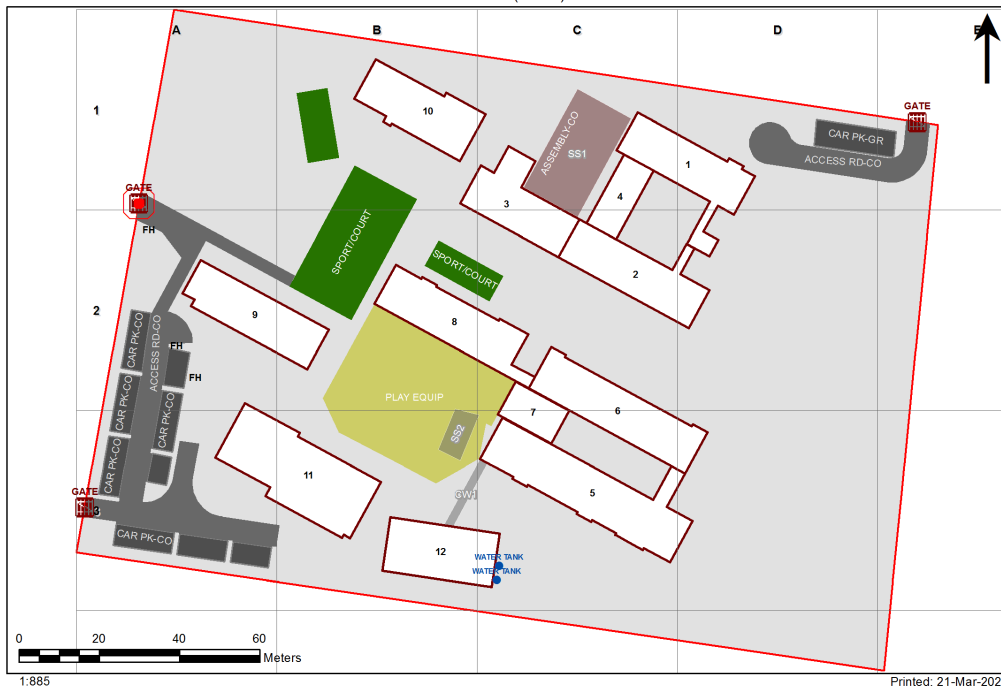 A
B
C
D
E
GATE
10
1
CAR PK-GR
ASSEMBLY-CO
SS1
1
ACCESS RD-CO
GATE
4
3
FH
SPORT/COURT
SPORT/COURT
2
2
9
8
CAR PK-CO
ACCESS RD-CO
FH
FH
PLAY EQUIP
CAR PK-CO
CAR PK-CO
7
6
SS2
CAR PK-CO
11
GATE
3
GW1
5
CAR PK-CO
12
WATER TANK
WATER TANK
0 20 40 60
Meters
1:885
Printed: 21-Mar-202